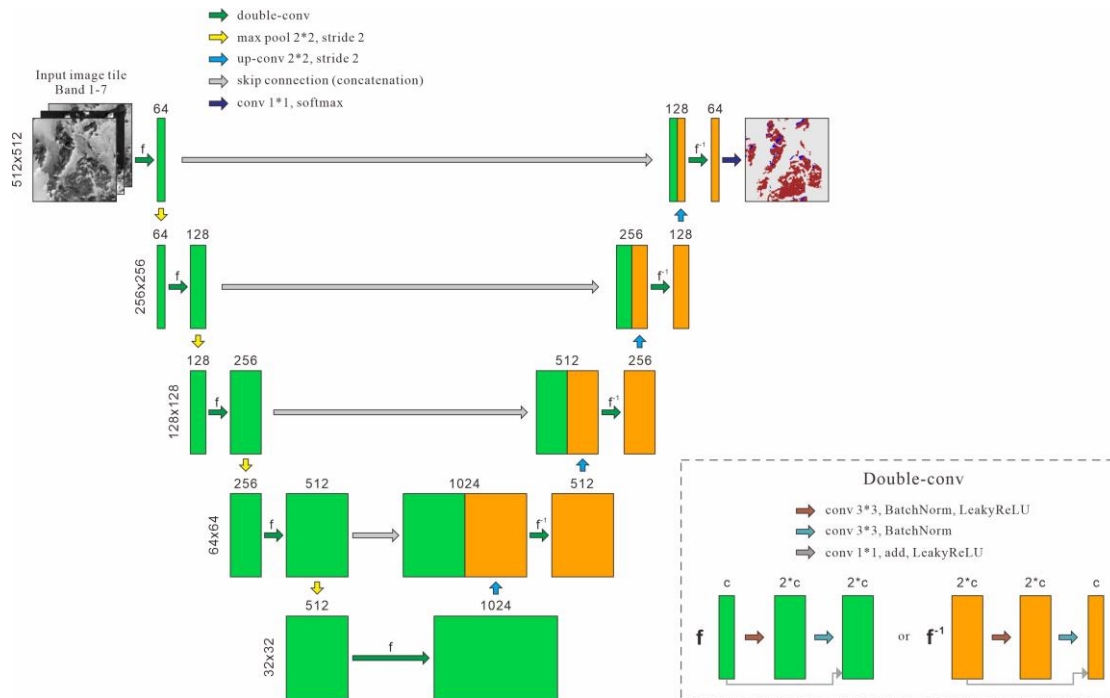 double-conv
max pool 2*2, stride 2
up-conv 2*2, stride 2
skip connection (concatenation)
conv 1*1, softmax
Input image tile
Band 1-7
512x512
64
f
128
64
f⁻¹
256x256
64
128
f
256
128
f⁻¹
128x128
128
256
f
512
256
f⁻¹
64x64
256
512
f
1024
512
f⁻¹
32x32
512
f
1024
Double-conv
conv 3*3, BatchNorm, LeakyReLU
conv 3*3, BatchNorm
conv 1*1, add, LeakyReLU
c
2*c
2*c
2*c
2*c
c
f
or
f⁻¹